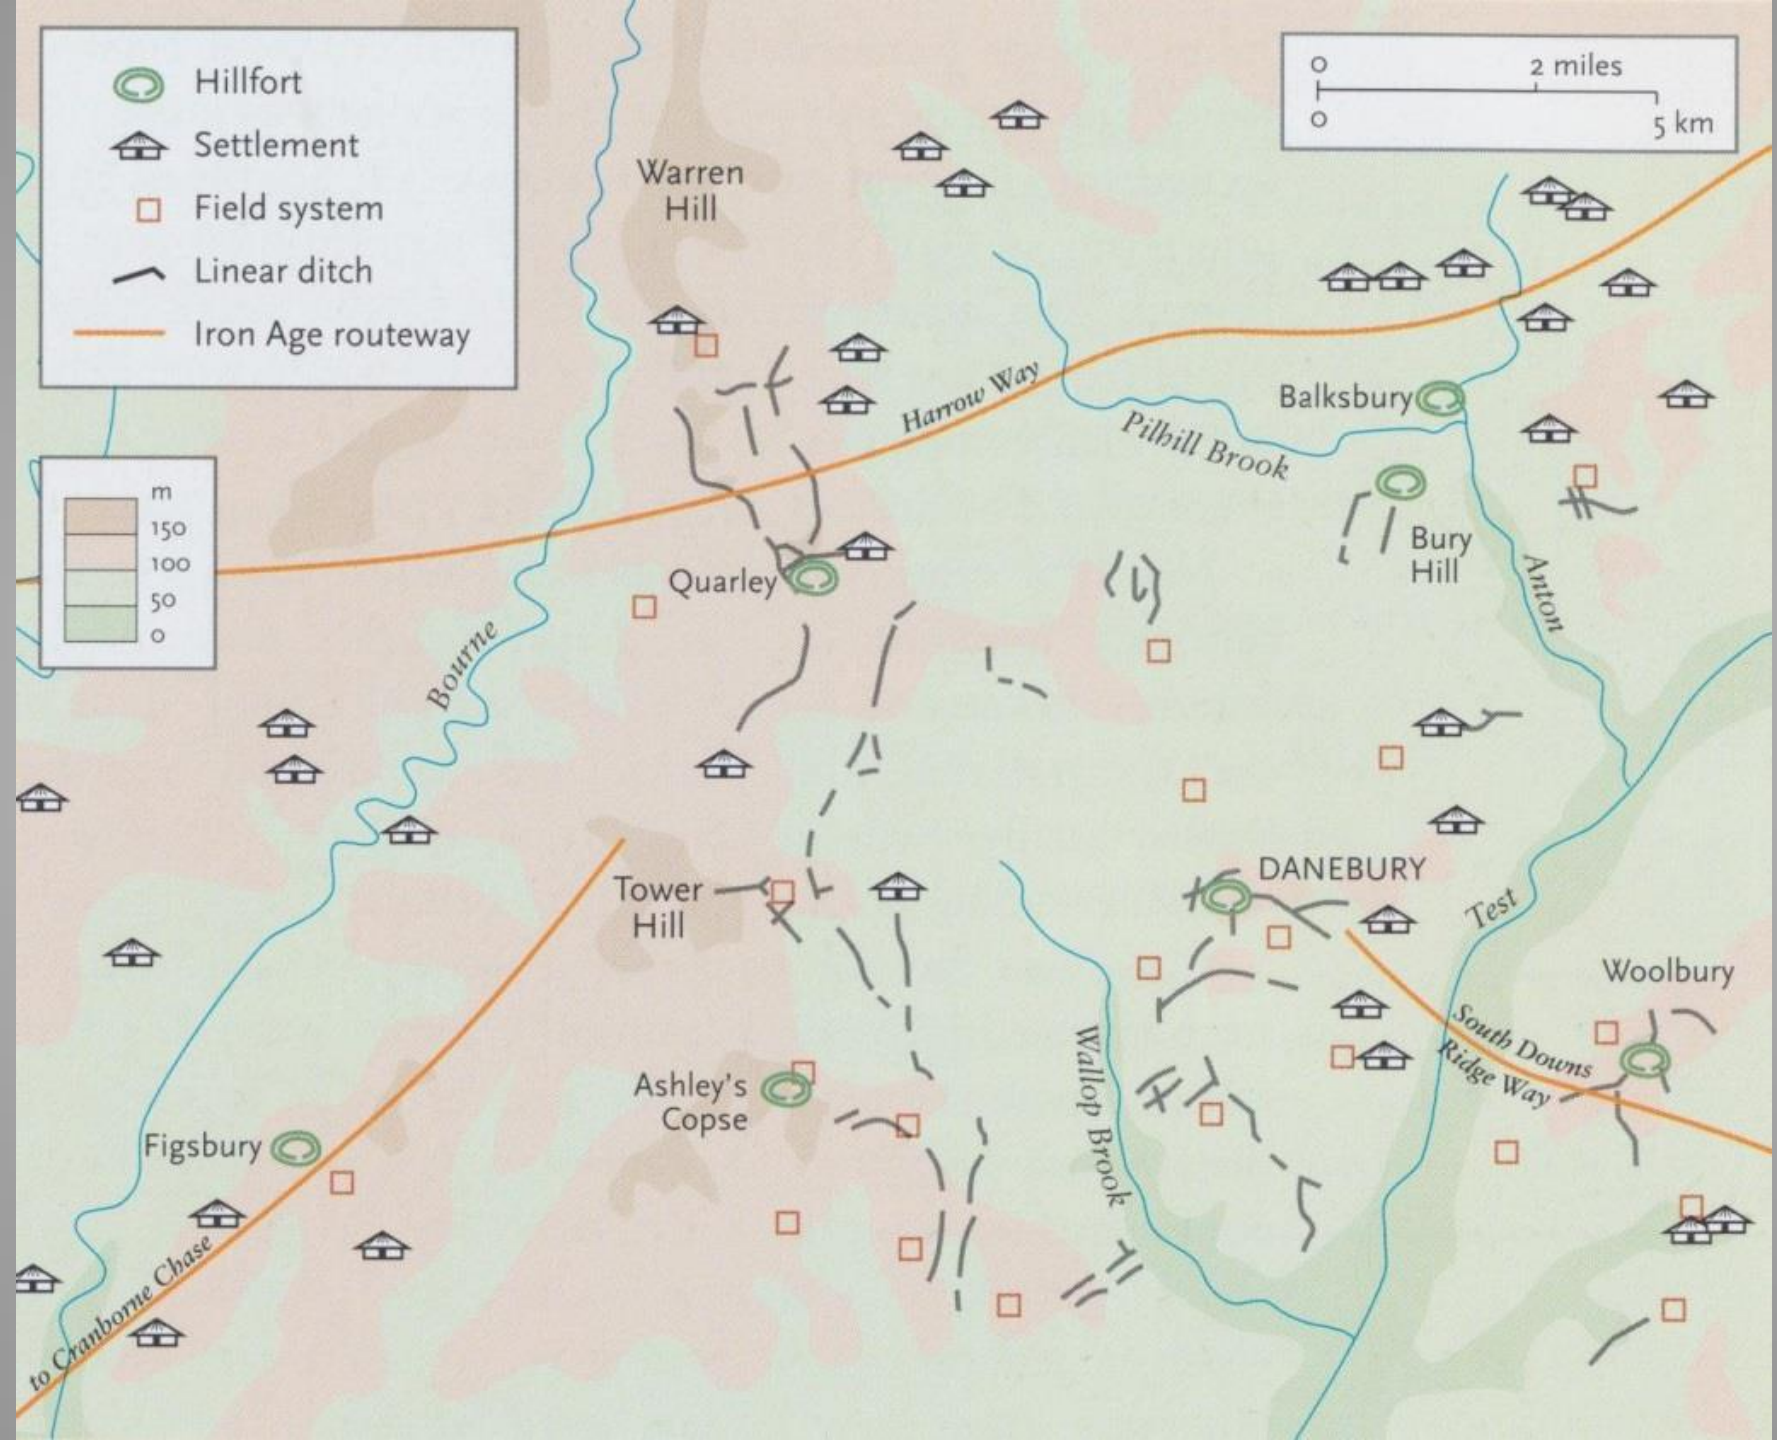 Hillfort
Settlement
Field system
Linear ditch
Iron Age routeway
0
2 miles
0
5 km
Warren
Hill
Harrow Way
Balksbury
Pilhill Brook
m
150
100
50
0
Quarley
Bury
Hill
Anton
Bourne
DANEBURY
Tower
Hill
Test
Woolbury
South Downs
Ridge Way
Wallop Brook
Ashley's
Copse
Figsbury
to Cranborne Chase